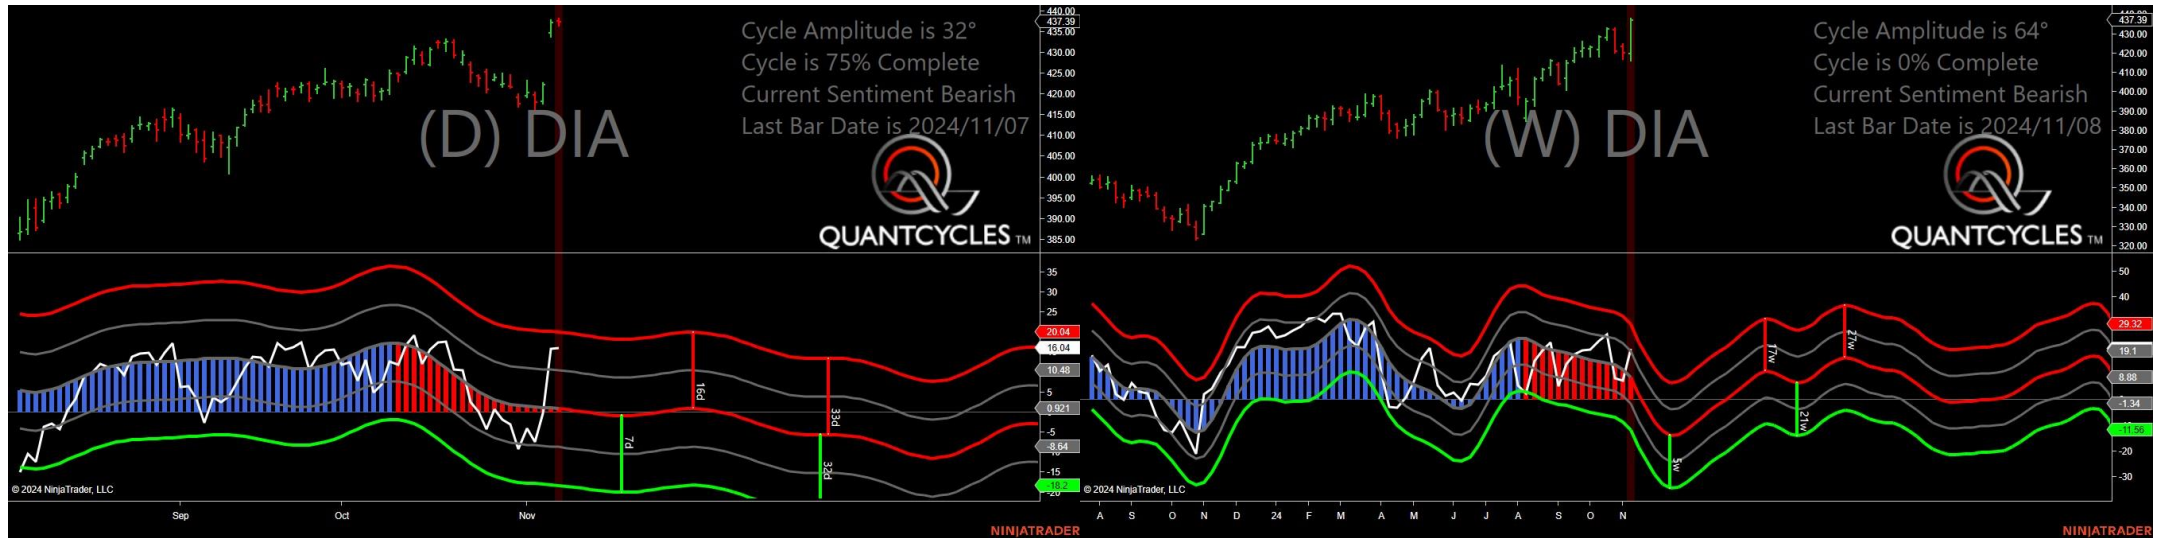 Cycle Amplitude is 32°
Cycle is 75% Complete
Current Sentiment Bearish
Last Bar Date is 2024/11/07
(D) DIA
QUANTCYCLES TM
440.00
437.39
435.00
430.00
425.00
420.00
415.00
410.00
405.00
400.00
395.00
390.00
385.00
35
30
25
20.04
16.04
10.48
5
0.921
-5
-8.64
-15
-18.2
16d
7d
33d
32d
© 2024 NinjaTrader, LLC
Sep Oct Nov
NINJATRADER
Cycle Amplitude is 64°
Cycle is 0% Complete
Current Sentiment Bearish
Last Bar Date is 2024/11/08
(W) DIA
QUANTCYCLES TM
437.39
430.00
420.00
410.00
400.00
390.00
380.00
370.00
360.00
350.00
340.00
330.00
320.00
50
40
29.32
19.1
8.88
-1.34
-11.56
-20
-30
17w
27w
21w
5w
© 2024 NinjaTrader, LLC
A S O N D 24 F M A M J J A S O N
NINJATRADER